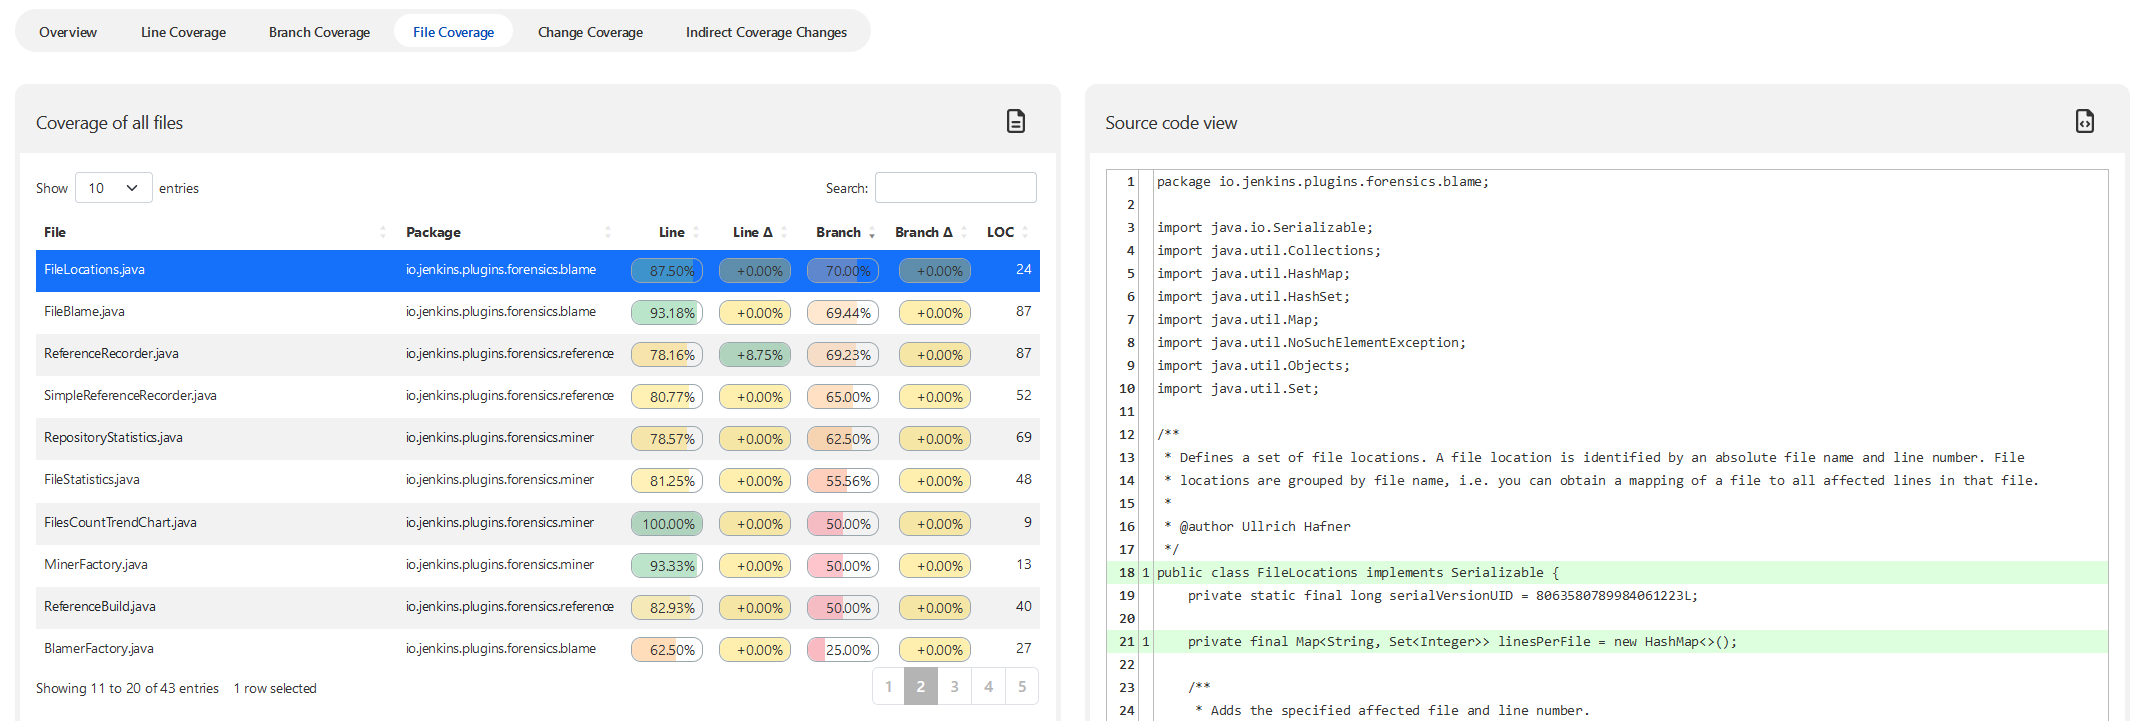 Overview Line Coverage Branch Coverage File Coverage Change Coverage Indirect Coverage Changes
Coverage of all files
Show 10 entries Search:
File Package Line Line Δ Branch Branch Δ LOC
FileLocations.java io.jenkins.plugins.forensics.blame 87.50% +0.00% 70.00% +0.00% 24
FileBlame.java io.jenkins.plugins.forensics.blame 93.18% +0.00% 69.44% +0.00% 87
ReferenceRecorder.java io.jenkins.plugins.forensics.reference 78.16% +8.75% 69.23% +0.00% 87
SimpleReferenceRecorder.java io.jenkins.plugins.forensics.reference 80.77% +0.00% 65.00% +0.00% 52
RepositoryStatistics.java io.jenkins.plugins.forensics.miner 78.57% +0.00% 62.50% +0.00% 69
FileStatistics.java io.jenkins.plugins.forensics.miner 81.25% +0.00% 55.56% +0.00% 48
FilesCountTrendChart.java io.jenkins.plugins.forensics.miner 100.00% +0.00% 50.00% +0.00% 9
MinerFactory.java io.jenkins.plugins.forensics.miner 93.33% +0.00% 50.00% +0.00% 13
ReferenceBuild.java io.jenkins.plugins.forensics.reference 82.93% +0.00% 50.00% +0.00% 40
BlamerFactory.java io.jenkins.plugins.forensics.blame 62.50% +0.00% 25.00% +0.00% 27
Showing 11 to 20 of 43 entries 1 row selected 1 2 3 4 5
Source code view
1 package io.jenkins.plugins.forensics.blame;
2
3 import java.io.Serializable;
4 import java.util.Collections;
5 import java.util.HashMap;
6 import java.util.HashSet;
7 import java.util.Map;
8 import java.util.NoSuchElementException;
9 import java.util.Objects;
10 import java.util.Set;
11
12 /**
13 * Defines a set of file locations. A file location is identified by an absolute file name and line number. File
14 * locations are grouped by file name, i.e. you can obtain a mapping of a file to all affected lines in that file.
15 *
16 * @author Ullrich Hafner
17 */
18 1 public class FileLocations implements Serializable {
19 private static final long serialVersionUID = 8063580789984061223L;
20
21 1 private final Map<String, Set<Integer>> linesPerFile = new HashMap<>();
22
23 /**
24 * Adds the specified affected file and line number.